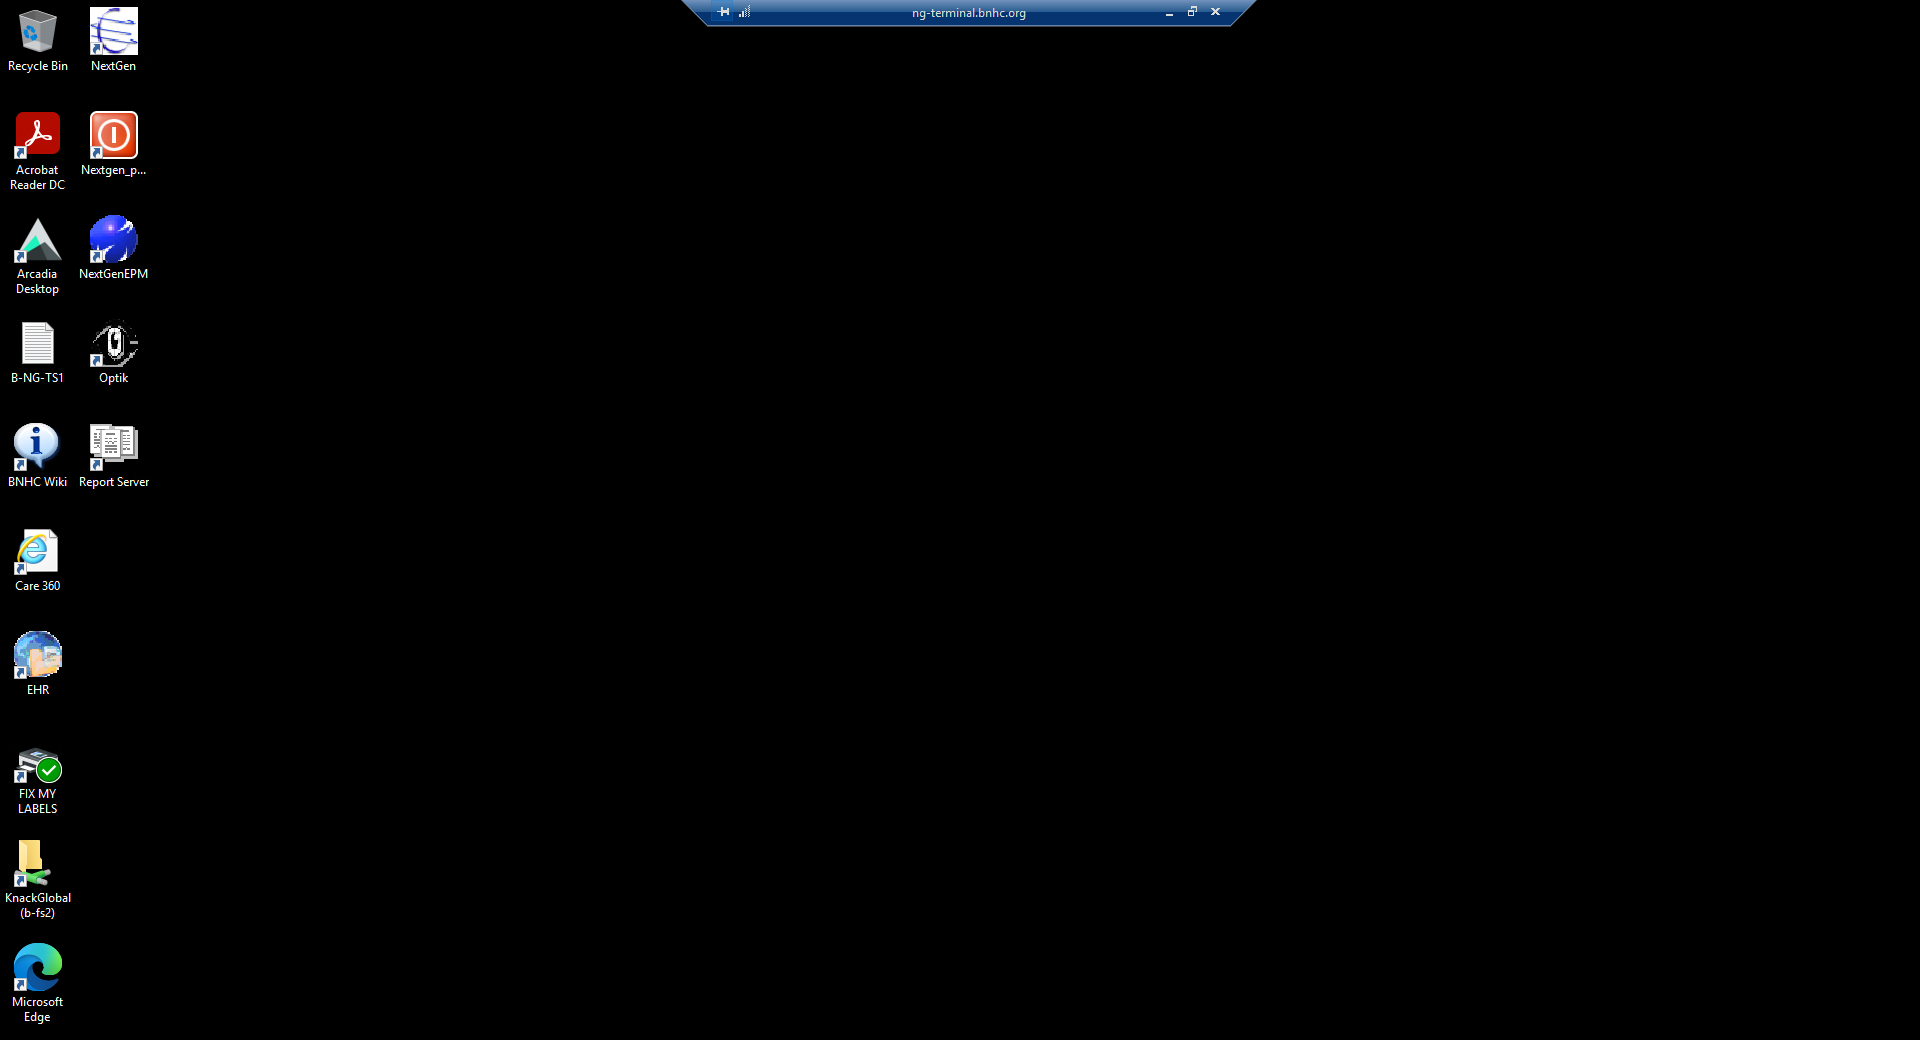 ng-terminal.bnhc.org
Recycle Bin
NextGen
Acrobat
Reader DC
Nextgen_p...
Arcadia
Desktop
NextGenEPM
B-NG-TS1
Optik
BNHC Wiki
Report Server
Care 360
EHR
FIX MY
LABELS
KnackGlobal
(b-fs2)
Microsoft
Edge